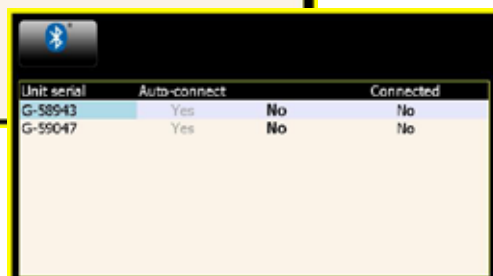 Unit serial Auto-connect Connected
G-58943 Yes No No
G-59047 Yes No No